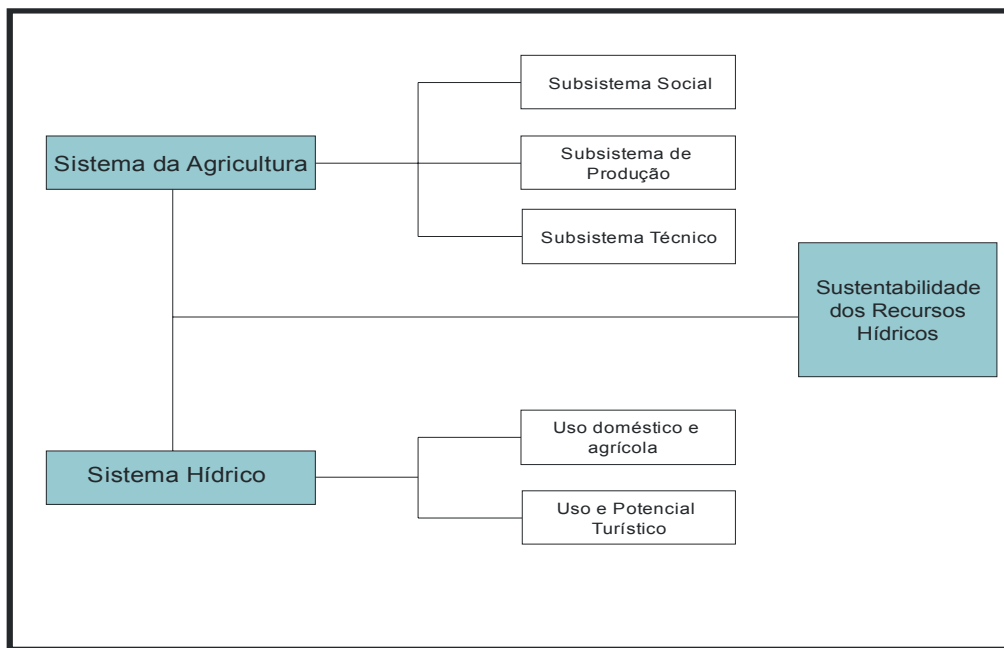 Subsistema Social
Sistema da Agricultura
Subsistema de
Produção
Subsistema Técnico
Sustentabilidade
dos Recursos
Hídricos
Sistema Hídrico
Uso doméstico e
agrícola
Uso e Potencial
Turístico